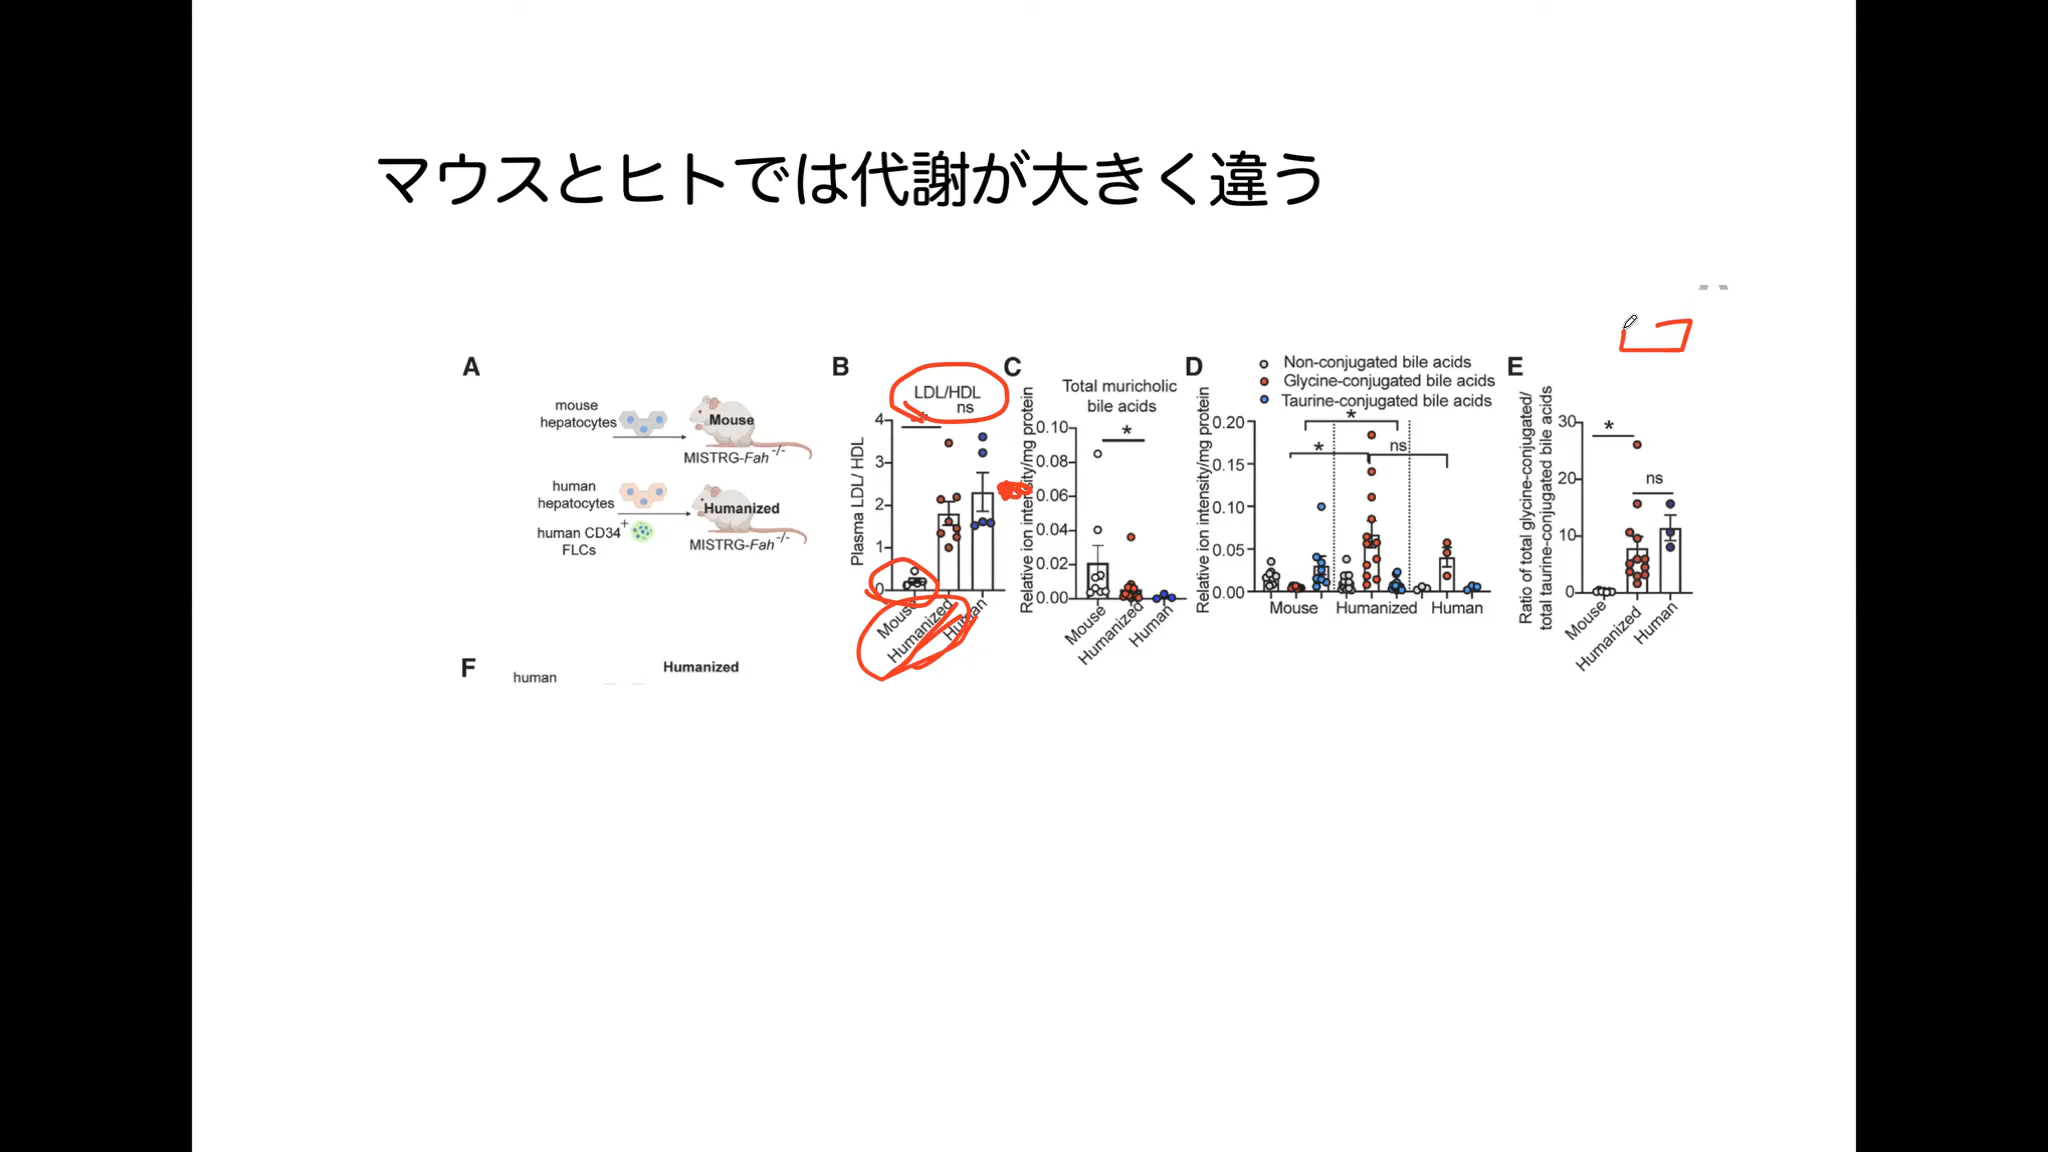 マウスとヒトでは代謝が大きく違う
A
mouse
hepatocytes
Mouse
MISTRG-Fah -/-
human
hepatocytes
Humanized
human CD34+
FLCs
MISTRG-Fah -/-
B
LDL/HDL
ns
Plasma LDL/ HDL
4
3
2
1
0
Mouse
Humanized
Human
C
Total muricholic
bile acids
*
Relative ion intensity/mg protein
0.10
0.08
0.06
0.04
0.02
0.00
Mouse
Humanized
Human
D
Non-conjugated bile acids
Glycine-conjugated bile acids
Taurine-conjugated bile acids
*
*
ns
Relative ion intensity/mg protein
0.20
0.15
0.10
0.05
0.00
Mouse
Humanized
Human
E
*
ns
Ratio of total glycine-conjugated/
total taurine-conjugated bile acids
30
20
10
0
Mouse
Humanized
Human
F
human
Humanized